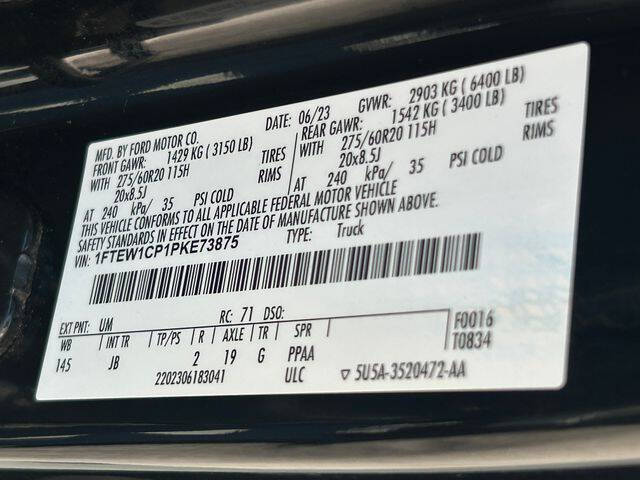 MFD. BY FORD MOTOR CO.
DATE: 06/23 GVWR: 2903 KG ( 6400 LB)
FRONT GAWR: 1429 KG ( 3150 LB)
REAR GAWR: 1542 KG ( 3400 LB)
WITH 275/60R20 115H TIRES
WITH 275/60R20 115H TIRES
20x8.5J RIMS
20x8.5J RIMS
AT 240 kPa/ 35 PSI COLD
AT 240 kPa/ 35 PSI COLD
THIS VEHICLE CONFORMS TO ALL APPLICABLE FEDERAL MOTOR VEHICLE
SAFETY STANDARDS IN EFFECT ON THE DATE OF MANUFACTURE SHOWN ABOVE.
VIN: 1FTEW1CP1PKE73875 TYPE: Truck
EXT PNT: UM RC: 71 DSO: F0016
WB INT TR TP/PS R AXLE TR SPR T0834
145 JB 2 19 G PPAA
2202306183041 ULC ▽ 5U5A-3520472-AA